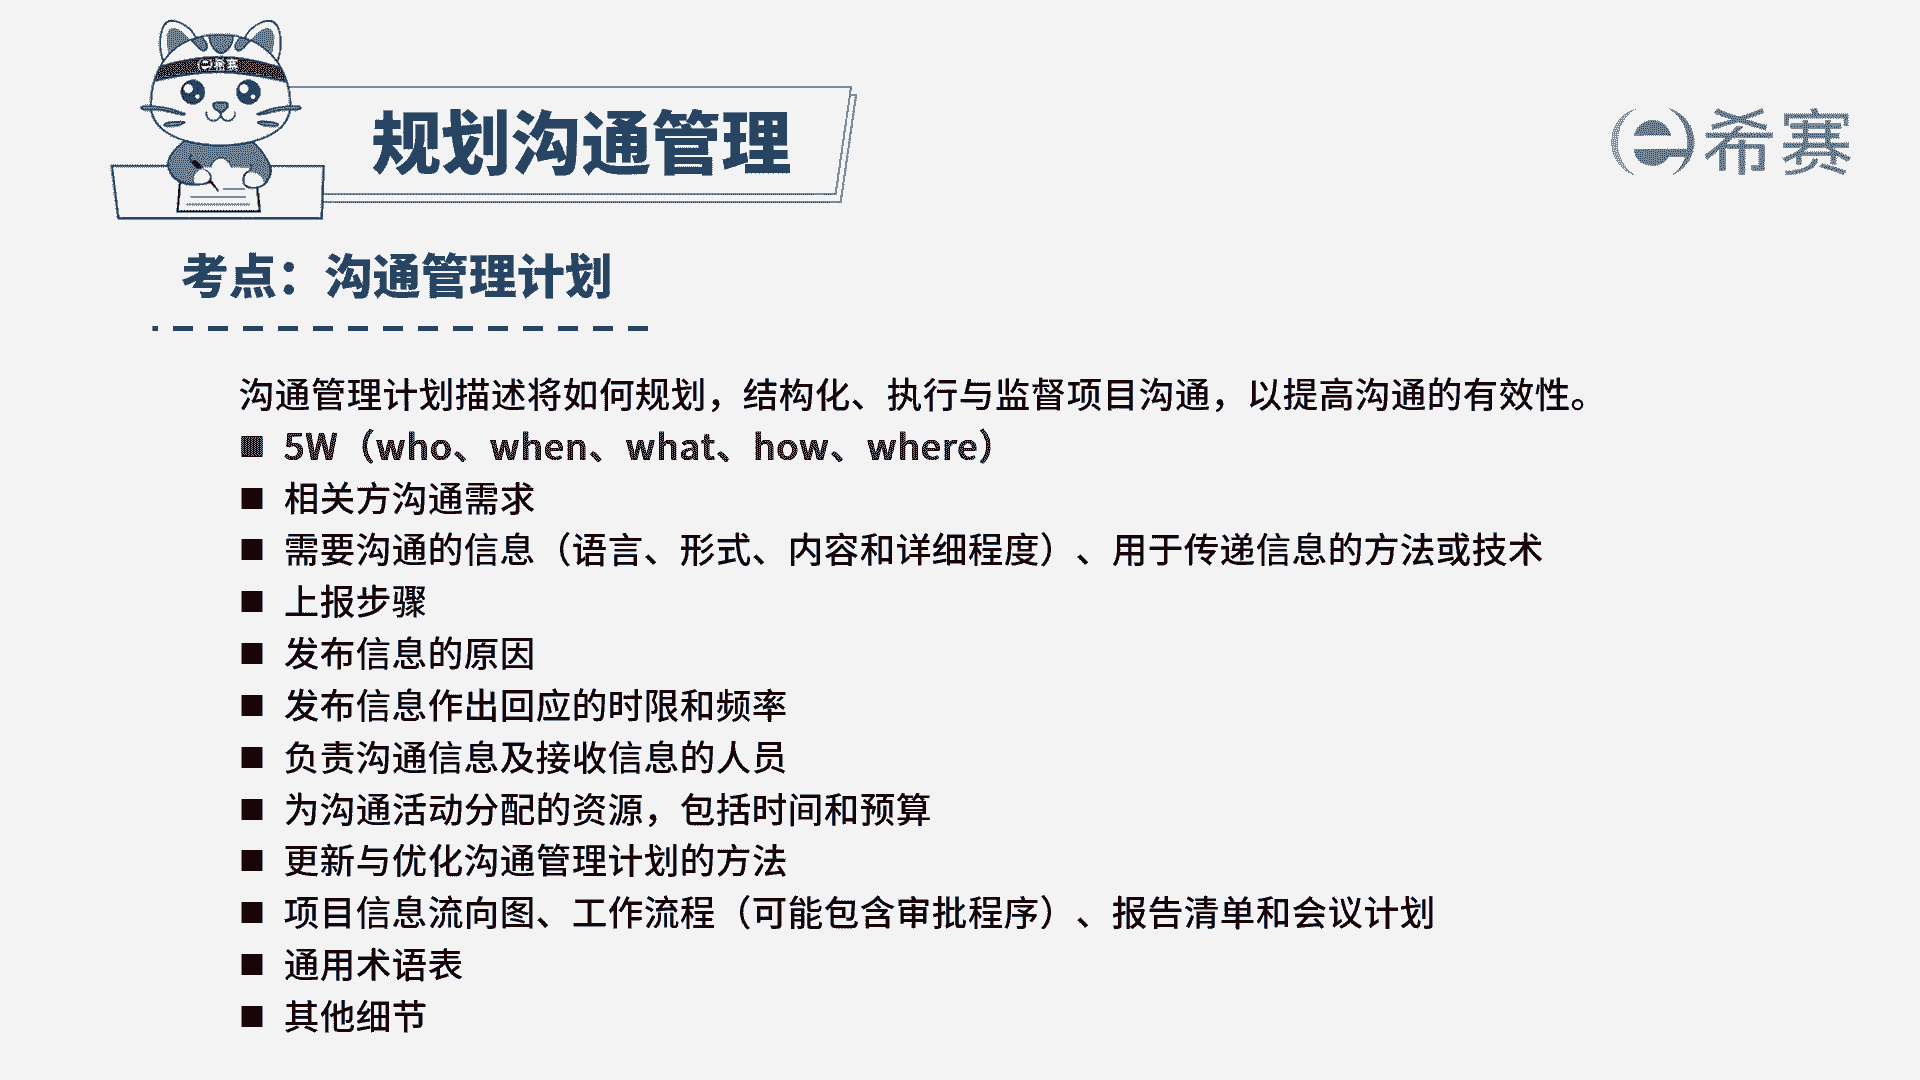 希赛
规划沟通管理
希赛
考点：沟通管理计划
沟通管理计划描述将如何规划，结构化、执行与监督项目沟通，以提高沟通的有效性。
■ 5W（who、when、what、how、where）
■ 相关方沟通需求
■ 需要沟通的信息（语言、形式、内容和详细程度）、用于传递信息的方法或技术
■ 上报步骤
■ 发布信息的原因
■ 发布信息作出回应的时限和频率
■ 负责沟通信息及接收信息的人员
■ 为沟通活动分配的资源，包括时间和预算
■ 更新与优化沟通管理计划的方法
■ 项目信息流向图、工作流程（可能包含审批程序）、报告清单和会议计划
■ 通用术语表
■ 其他细节